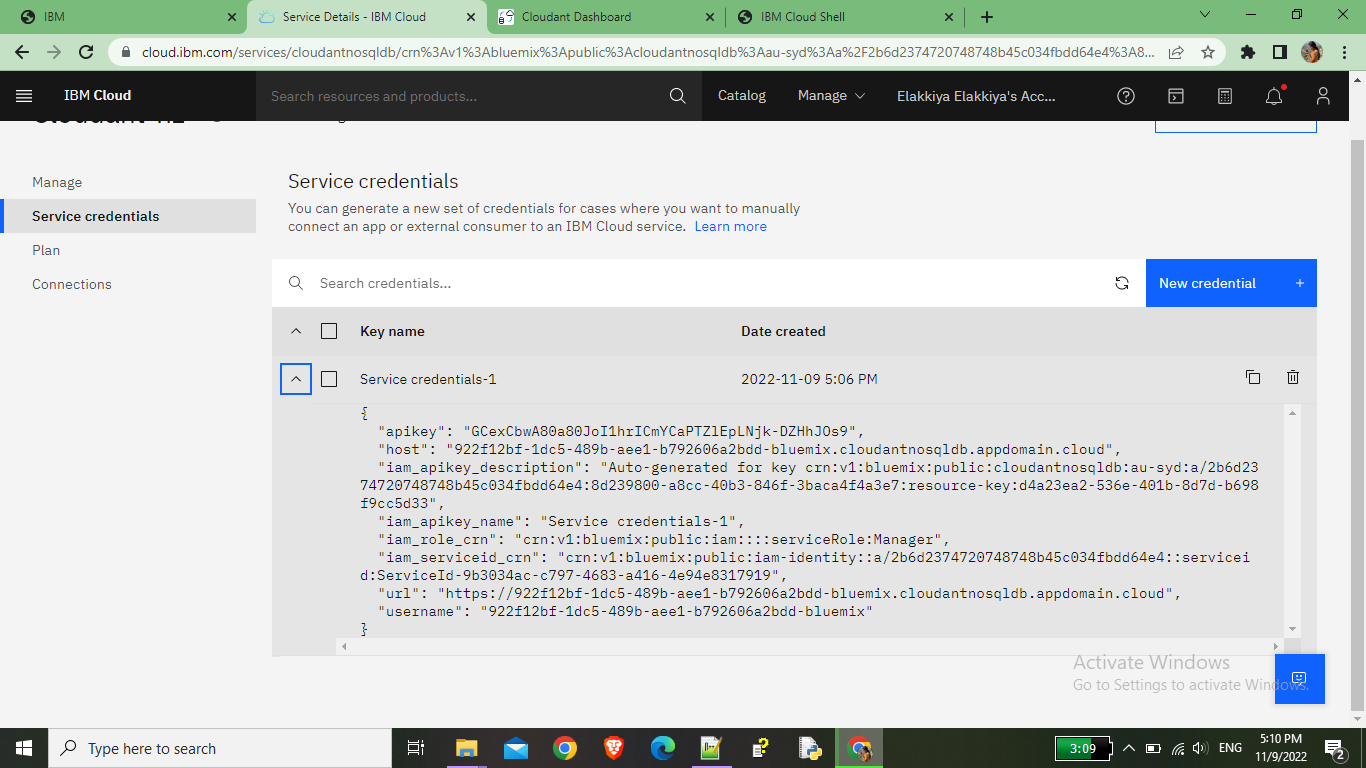 IBM
Service Details - IBM Cloud
Cloudant Dashboard
IBM Cloud Shell
cloud.ibm.com/services/cloudantnosqldb/crn%3Av1%3Abluemix%3Apublic%3Acloudantnosqldb%3Aau-syd%3Aa%2F2b6d2374720748748b45c034fbdd64e4%3A8...
IBM Cloud
Search resources and products...
Catalog
Manage
Elakkiya Elakkiya's Acc...
Manage
Service credentials
Plan
Connections
Service credentials
You can generate a new set of credentials for cases where you want to manually
connect an app or external consumer to an IBM Cloud service. Learn more
Search credentials...
New credential +
Key name
Date created
Service credentials-1
2022-11-09 5:06 PM
{
"apikey": "GCexCbwA80a80JoI1hrICmYCaPTZlEpLNjk-DZHhJOs9",
"host": "922f12bf-1dc5-489b-aee1-b792606a2bdd-bluemix.cloudantnosqldb.appdomain.cloud",
"iam_apikey_description": "Auto-generated for key crn:v1:bluemix:public:cloudantnosqldb:au-syd:a/2b6d23
74720748748b45c034fbdd64e4:8d239800-a8cc-40b3-846f-3baca4f4a3e7:resource-key:d4a23ea2-536e-401b-8d7d-b698
f9cc5d33",
"iam_apikey_name": "Service credentials-1",
"iam_role_crn": "crn:v1:bluemix:public:iam::::serviceRole:Manager",
"iam_serviceid_crn": "crn:v1:bluemix:public:iam-identity::a/2b6d2374720748748b45c034fbdd64e4::servicei
d:ServiceId-9b3034ac-c797-4683-a416-4e94e8317919",
"url": "https://922f12bf-1dc5-489b-aee1-b792606a2bdd-bluemix.cloudantnosqldb.appdomain.cloud",
"username": "922f12bf-1dc5-489b-aee1-b792606a2bdd-bluemix"
}
Activate Windows
Go to Settings to activate Windows.
Type here to search
3:09
ENG
5:10 PM
11/9/2022
2